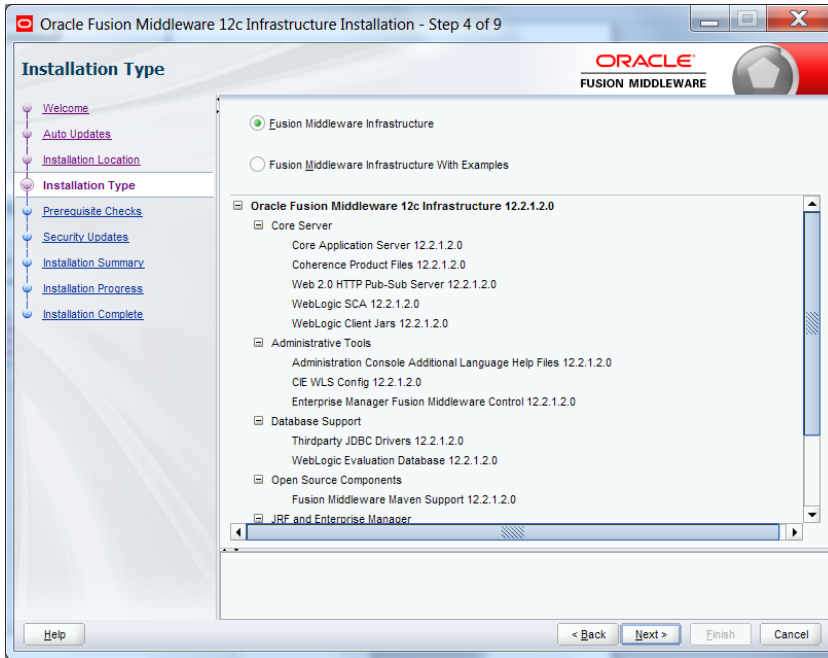 Oracle Fusion Middleware 12c Infrastructure Installation - Step 4 of 9
Installation Type
ORACLE
FUSION MIDDLEWARE
Welcome
Auto Updates
Installation Location
Installation Type
Prerequisite Checks
Security Updates
Installation Summary
Installation Progress
Installation Complete
Fusion Middleware Infrastructure
Fusion Middleware Infrastructure With Examples
Oracle Fusion Middleware 12c Infrastructure 12.2.1.2.0
Core Server
Core Application Server 12.2.1.2.0
Coherence Product Files 12.2.1.2.0
Web 2.0 HTTP Pub-Sub Server 12.2.1.2.0
WebLogic SCA 12.2.1.2.0
WebLogic Client Jars 12.2.1.2.0
Administrative Tools
Administration Console Additional Language Help Files 12.2.1.2.0
CIE WLS Config 12.2.1.2.0
Enterprise Manager Fusion Middleware Control 12.2.1.2.0
Database Support
Thirdparty JDBC Drivers 12.2.1.2.0
WebLogic Evaluation Database 12.2.1.2.0
Open Source Components
Fusion Middleware Maven Support 12.2.1.2.0
JRF and Enterprise Manager
Help
< Back
Next >
Finish
Cancel